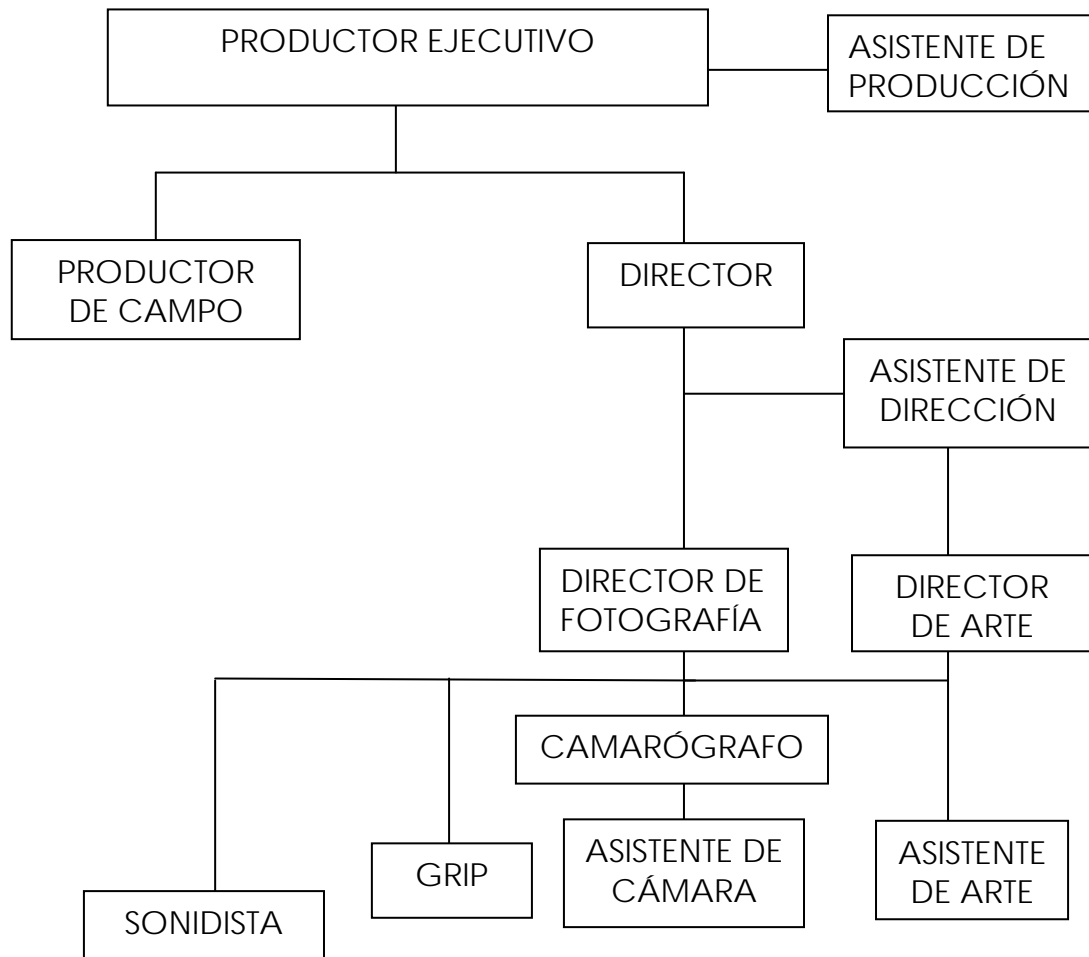 PRODUCTOR EJECUTIVO
ASISTENTE DE
PRODUCCIÓN
PRODUCTOR
DE CAMPO
DIRECTOR
ASISTENTE DE
DIRECCIÓN
DIRECTOR DE
FOTOGRAFÍA
DIRECTOR
DE ARTE
CAMARÓGRAFO
SONIDISTA
GRIP
ASISTENTE DE
CÁMARA
ASISTENTE
DE ARTE